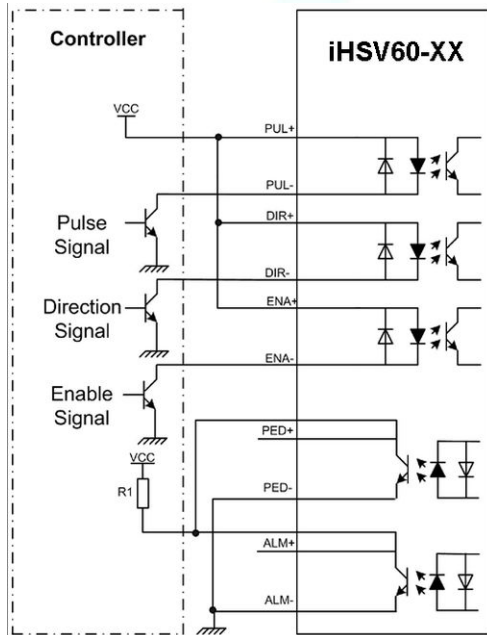 Controller
iHSV60-XX
VCC
PUL+
PUL-
Pulse
Signal
DIR+
DIR-
Direction
Signal
ENA+
ENA-
Enable
Signal
PED+
VCC
R1
PED-
ALM+
ALM-